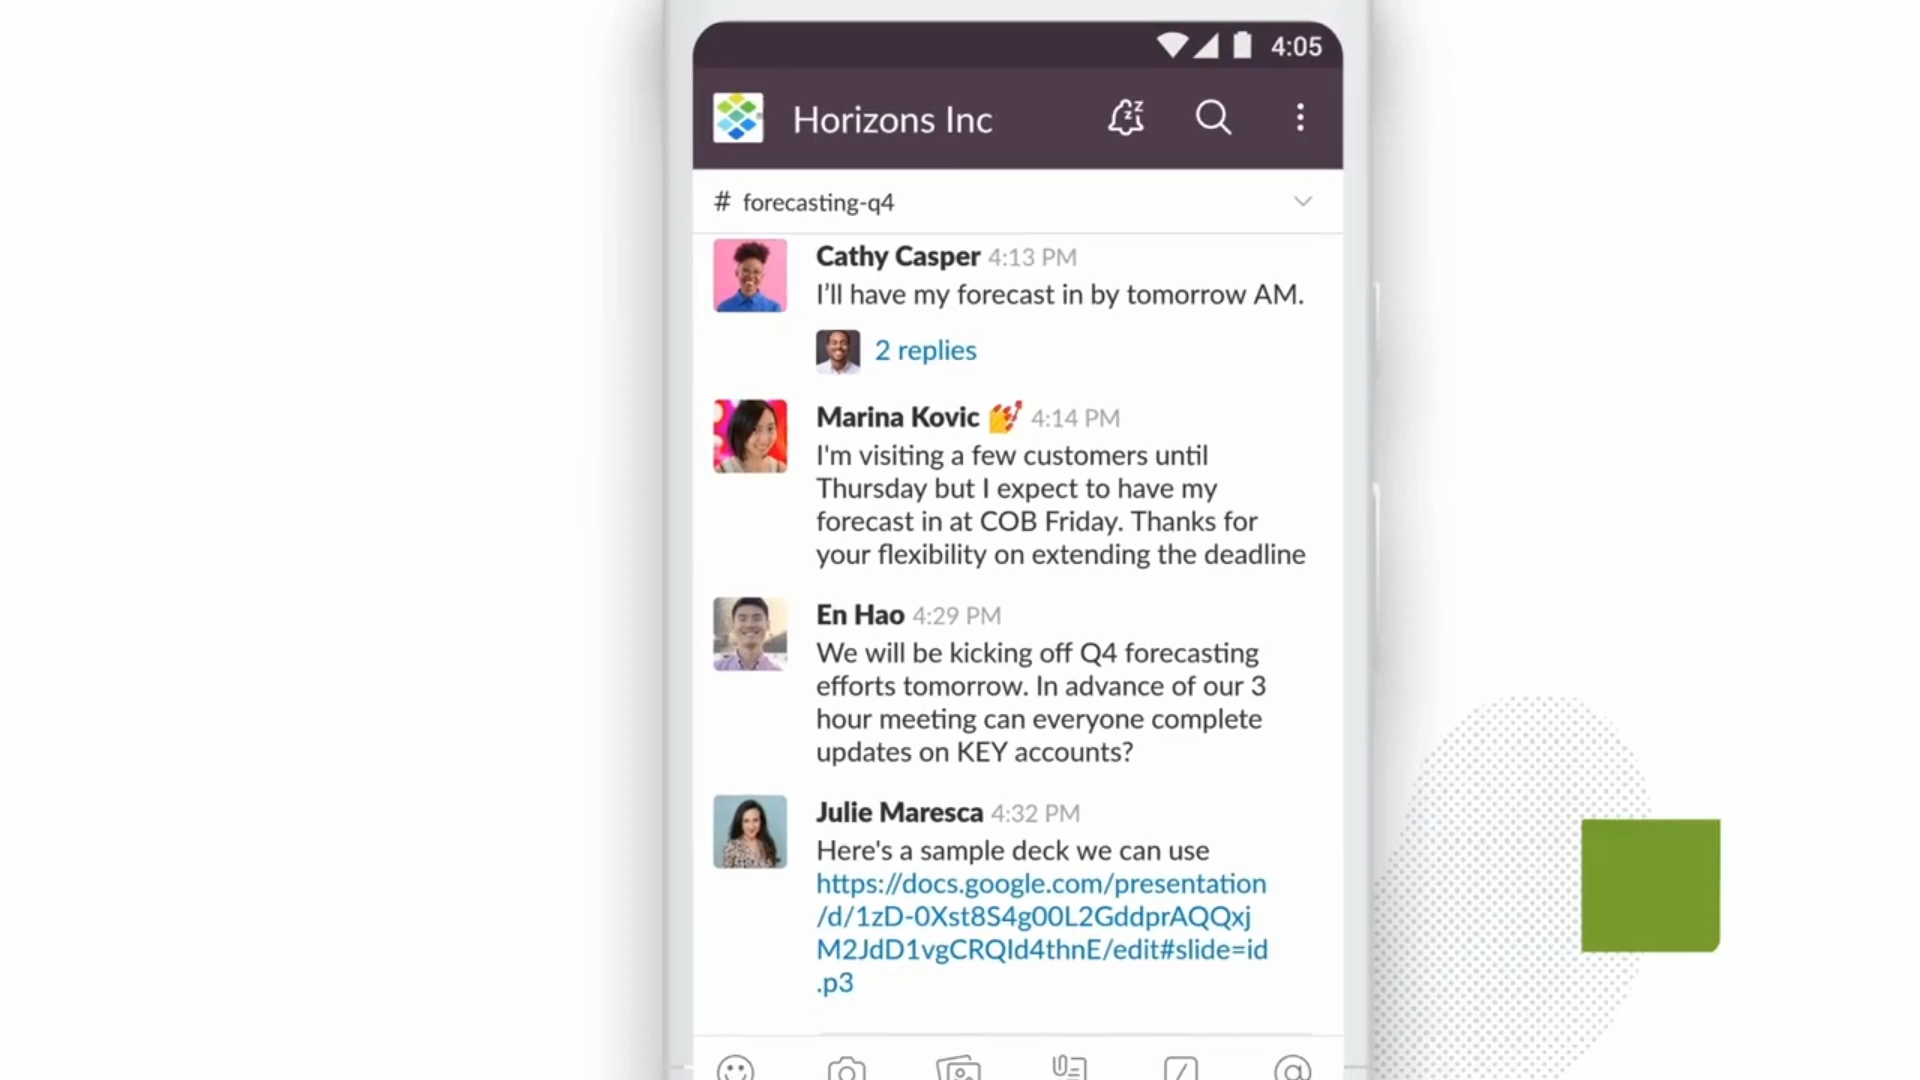 4:05
Horizons Inc
# forecasting-q4
Cathy Casper 4:13 PM
I'll have my forecast in by tomorrow AM.
2 replies
Marina Kovic 💅 4:14 PM
I'm visiting a few customers until
Thursday but I expect to have my
forecast in at COB Friday. Thanks for
your flexibility on extending the deadline
En Hao 4:29 PM
We will be kicking off Q4 forecasting
efforts tomorrow. In advance of our 3
hour meeting can everyone complete
updates on KEY accounts?
Julie Maresca 4:32 PM
Here's a sample deck we can use
https://docs.google.com/presentation
/d/1zD-0Xst8S4g00L2GddprAQQxj
M2JdD1vgCRQId4thnE/edit#slide=id
.p3